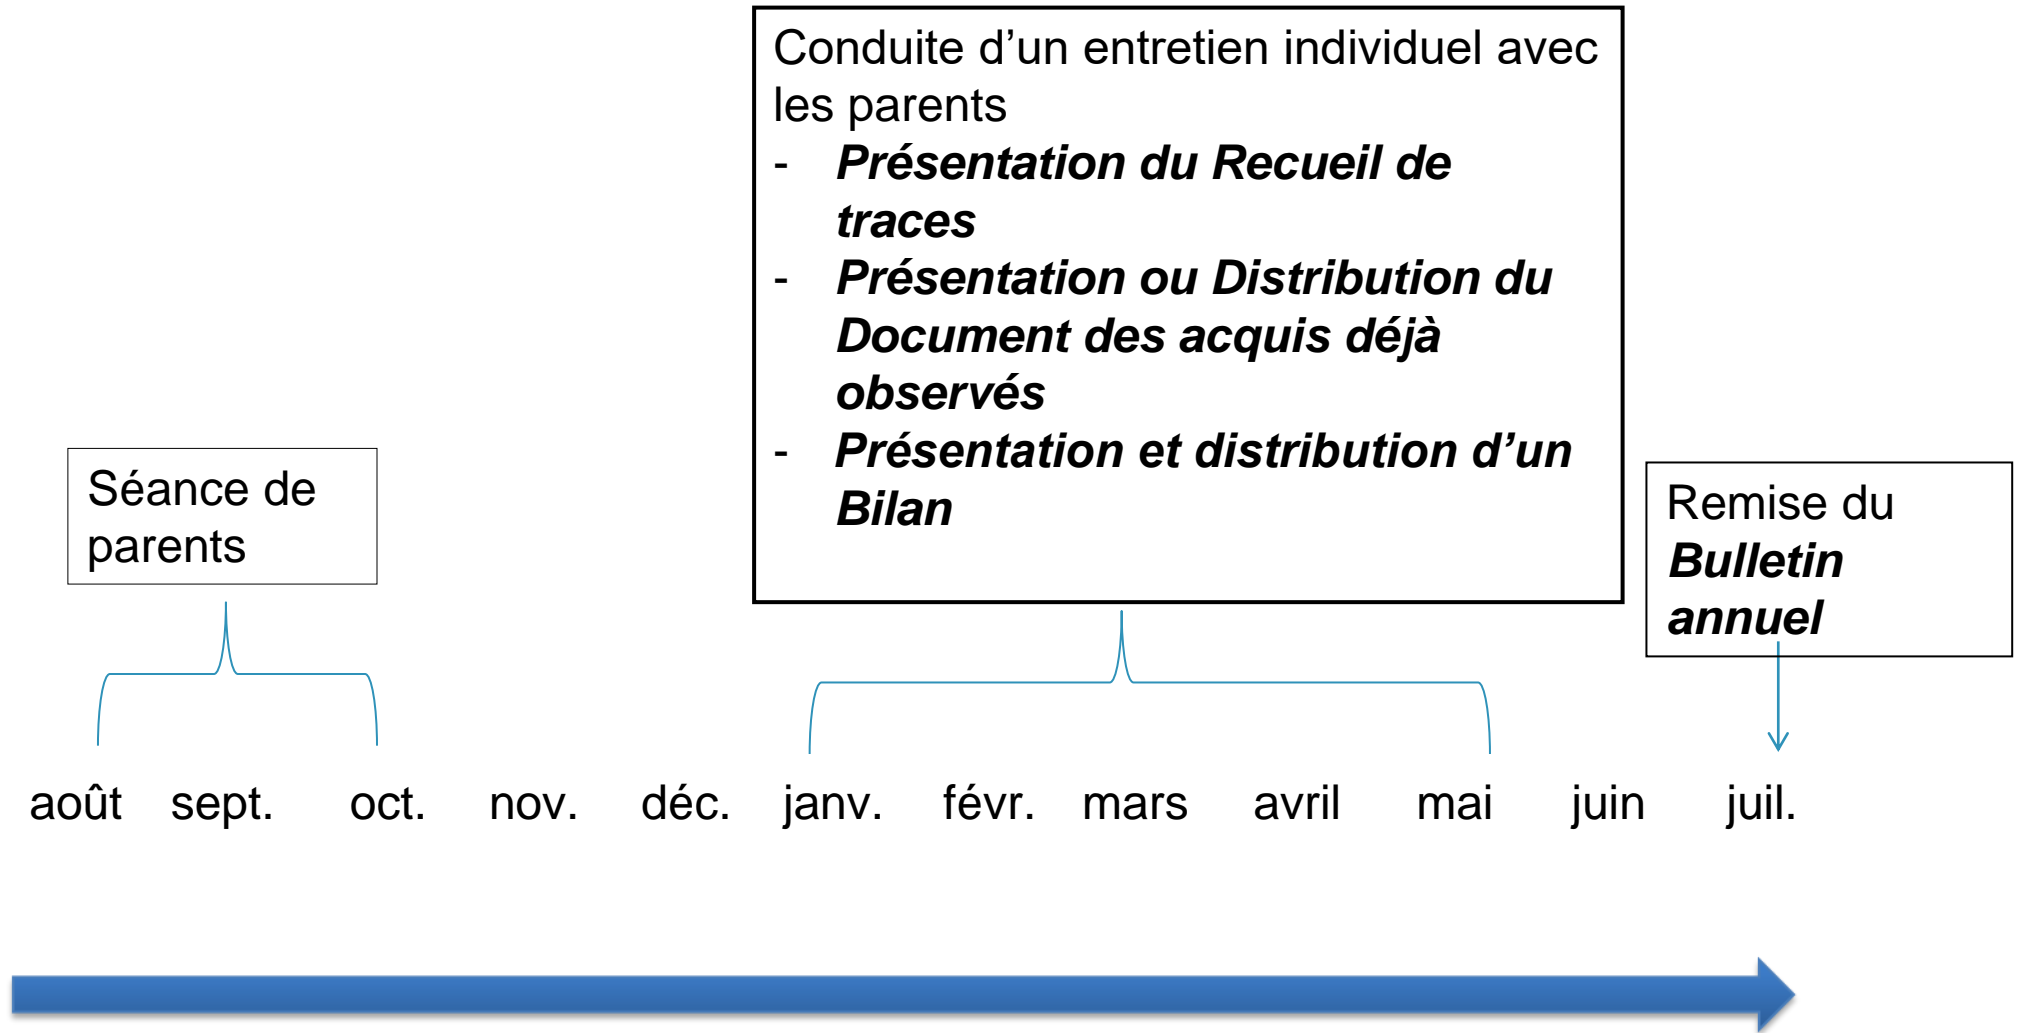 Conduite d’un entretien individuel avec
les parents
- Présentation du Recueil de
traces
- Présentation ou Distribution du
Document des acquis déjà
observés
- Présentation et distribution d’un
Bilan
Séance de
parents
Remise du
Bulletin
annuel
août sept. oct. nov. déc. janv. févr. mars avril mai juin juil.